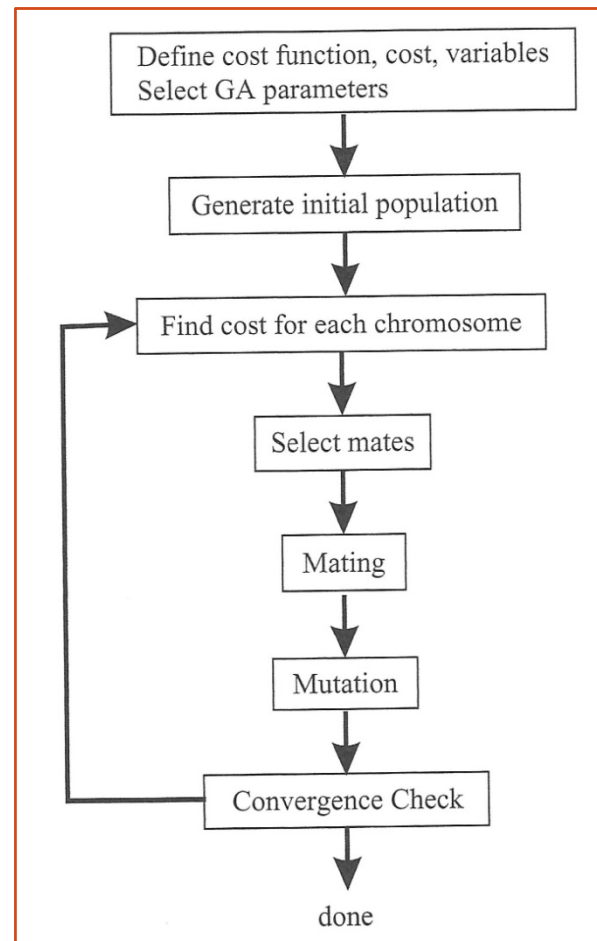 Define cost function, cost, variables
Select GA parameters
Generate initial population
Find cost for each chromosome
Select mates
Mating
Mutation
Convergence Check
done